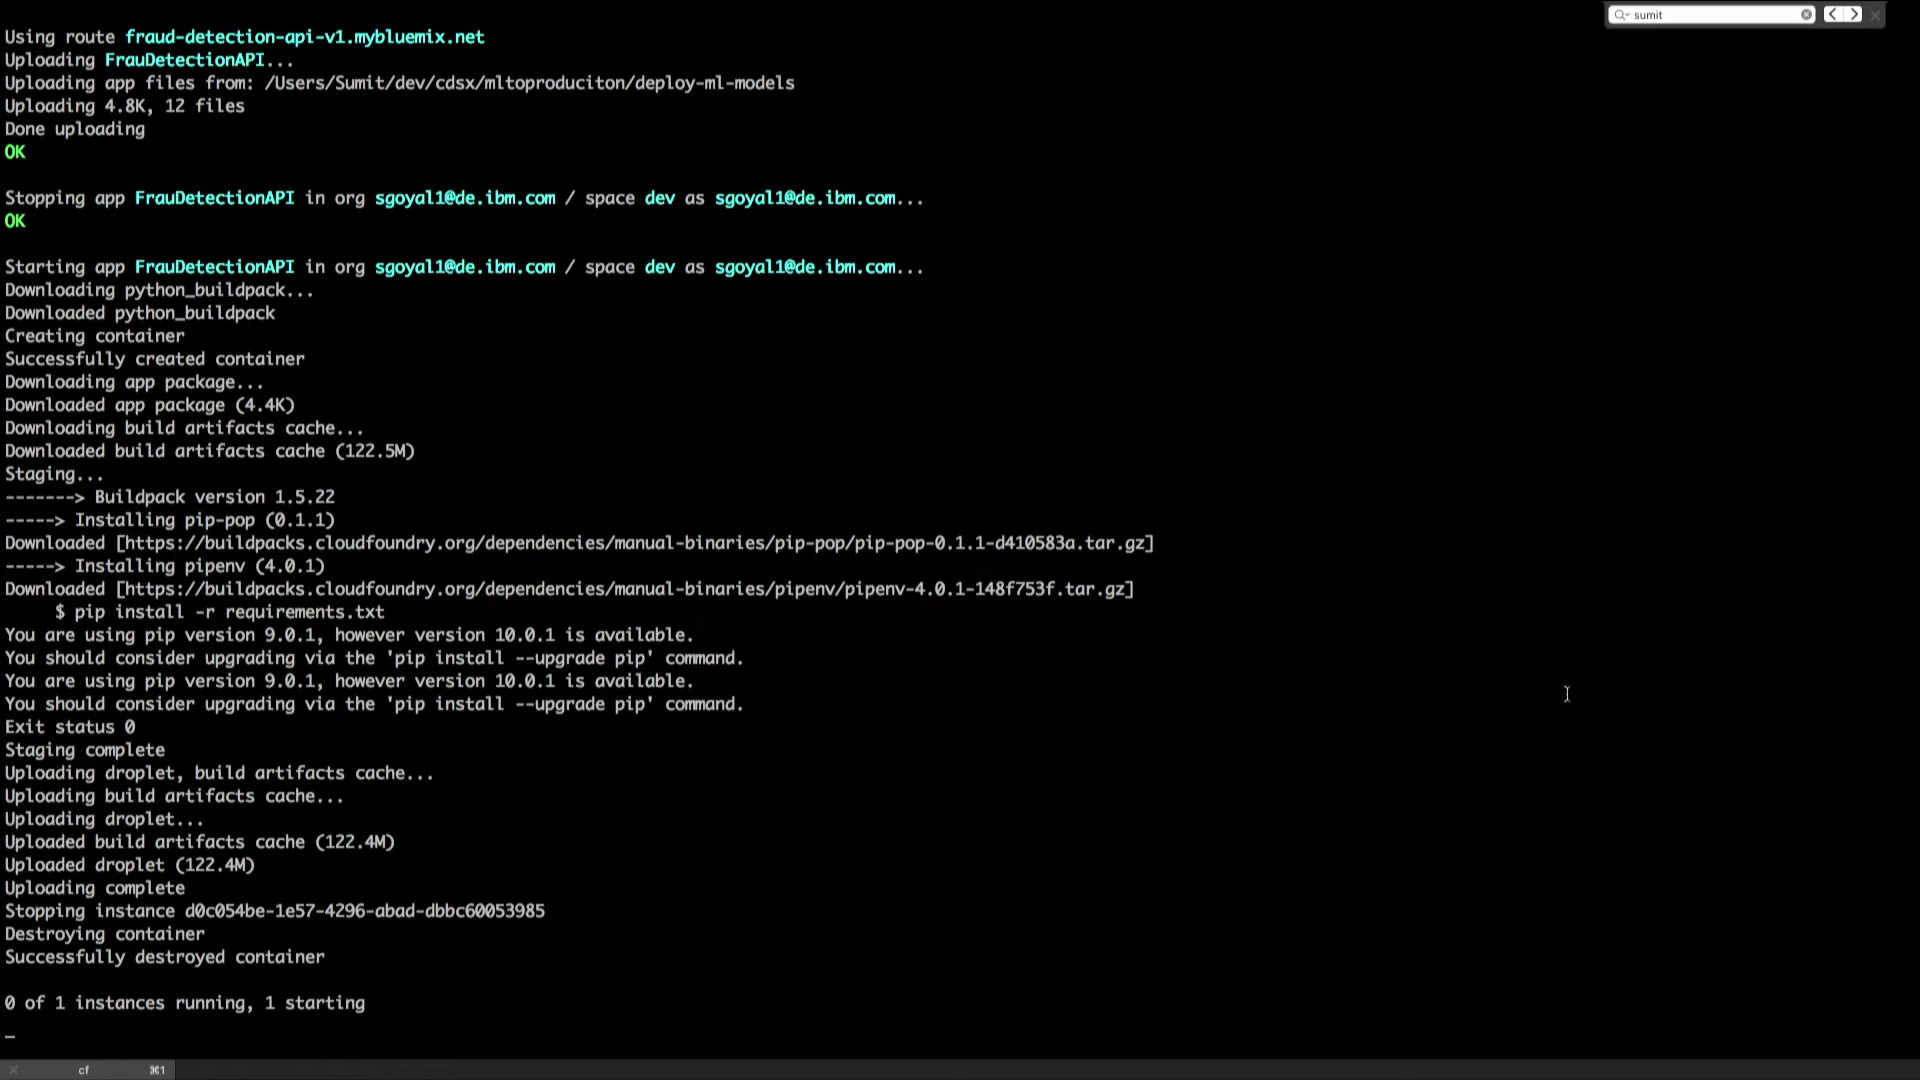 sumit
Using route fraud-detection-api-v1.mybluemix.net
Uploading FrauDetectionAPI...
Uploading app files from: /Users/Sumit/dev/cdsx/mltoproduciton/deploy-ml-models
Uploading 4.8K, 12 files
Done uploading
OK
Stopping app FrauDetectionAPI in org sgoyal1@de.ibm.com / space dev as sgoyal1@de.ibm.com...
OK
Starting app FrauDetectionAPI in org sgoyal1@de.ibm.com / space dev as sgoyal1@de.ibm.com...
Downloading python_buildpack...
Downloaded python_buildpack
Creating container
Successfully created container
Downloading app package...
Downloaded app package (4.4K)
Downloading build artifacts cache...
Downloaded build artifacts cache (122.5M)
Staging...
-------> Buildpack version 1.5.22
-----> Installing pip-pop (0.1.1)
Downloaded [https://buildpacks.cloudfoundry.org/dependencies/manual-binaries/pip-pop/pip-pop-0.1.1-d410583a.tar.gz]
-----> Installing pipenv (4.0.1)
Downloaded [https://buildpacks.cloudfoundry.org/dependencies/manual-binaries/pipenv/pipenv-4.0.1-148f753f.tar.gz]
$ pip install -r requirements.txt
You are using pip version 9.0.1, however version 10.0.1 is available.
You should consider upgrading via the 'pip install --upgrade pip' command.
You are using pip version 9.0.1, however version 10.0.1 is available.
You should consider upgrading via the 'pip install --upgrade pip' command.
Exit status 0
Staging complete
Uploading droplet, build artifacts cache...
Uploading build artifacts cache...
Uploading droplet...
Uploaded build artifacts cache (122.4M)
Uploaded droplet (122.4M)
Uploading complete
Stopping instance d0c054be-1e57-4296-abad-dbbc60053985
Destroying container
Successfully destroyed container
0 of 1 instances running, 1 starting
cf ⌘1